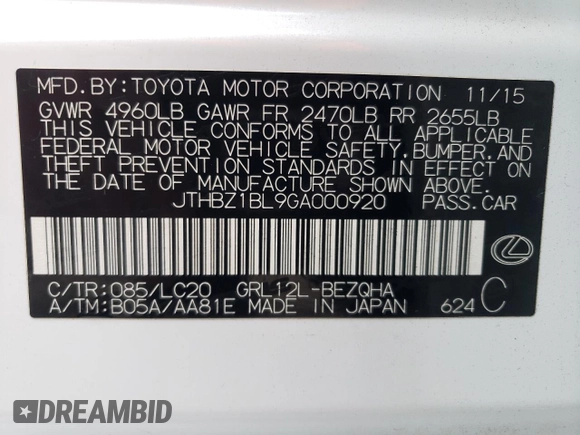 MFD.BY:TOYOTA MOTOR CORPORATION 11/15
GVWR 4960LB GAWR FR 2470LB RR 2655LB
THIS VEHICLE CONFORMS TO ALL APPLICABLE
FEDERAL MOTOR VEHICLE SAFETY,BUMPER,AND
THEFT PREVENTION STANDARDS IN EFFECT ON
THE DATE OF MANUFACTURE SHOWN ABOVE.
JTHBZ1BL9GA000920 PASS.CAR
C/TR:085/LC20 GRL12L-BEZQHA
A/TM:B05A/AA81E MADE IN JAPAN 624 C
DREAMBID